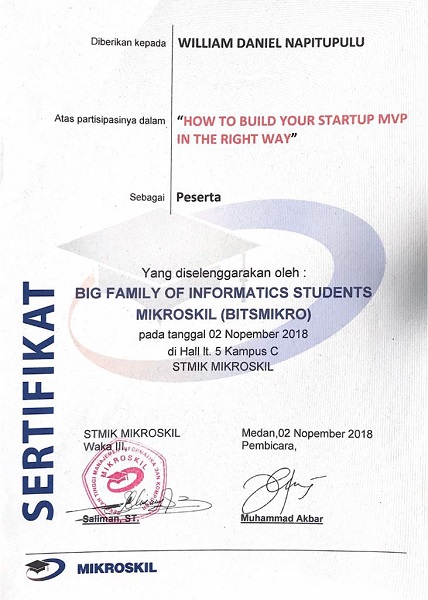 Diberikan kepada WILLIAM DANIEL NAPITUPULU
Atas partisipasinya dalam "HOW TO BUILD YOUR STARTUP MVP
IN THE RIGHT WAY"
Sebagai Peserta
Yang diselenggarakan oleh :
BIG FAMILY OF INFORMATICS STUDENTS
MIKROSKIL (BITSMIKRO)
pada tanggal 02 Nopember 2018
di Hall lt. 5 Kampus C
STMIK MIKROSKIL
SERTIFIKAT
STMIK MIKROSKIL
Waka III,
MIKROSKIL
Saliman, ST.
Medan,02 Nopember 2018
Pembicara,
Muhammad Akbar
MIKROSKIL